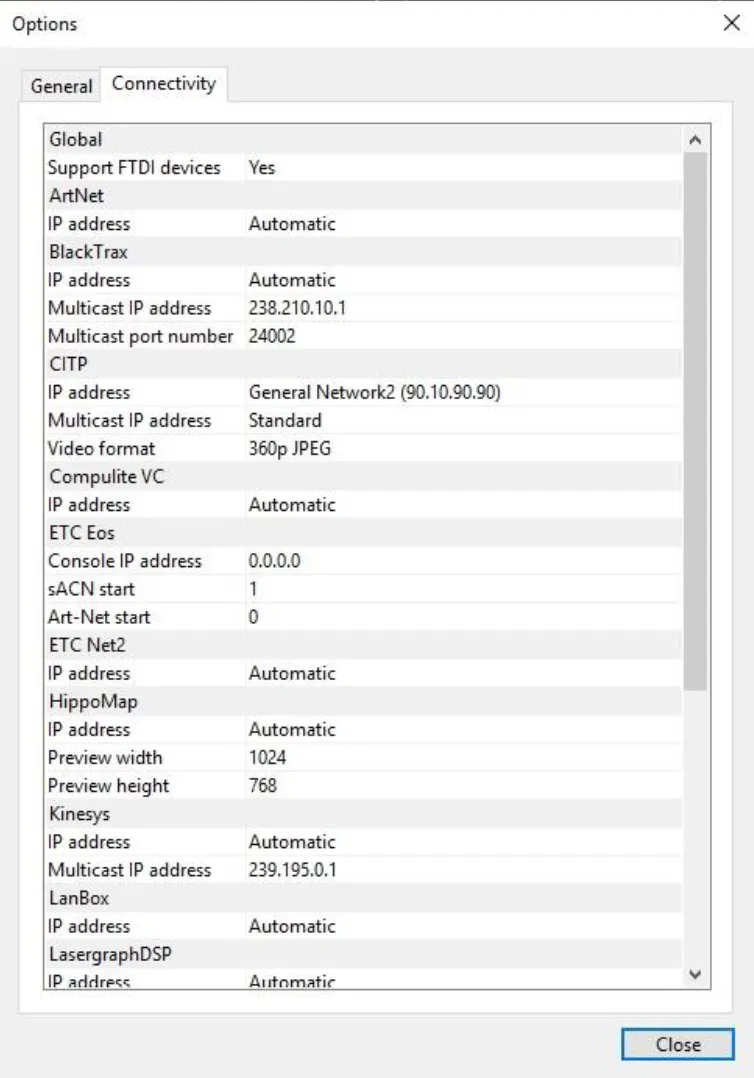 Options
General Connectivity
Global
Support FTDI devices Yes
ArtNet
IP address Automatic
BlackTrax
IP address Automatic
Multicast IP address 238.210.10.1
Multicast port number 24002
CITP
IP address General Network2 (90.10.90.90)
Multicast IP address Standard
Video format 360p JPEG
Compulite VC
IP address Automatic
ETC Eos
Console IP address 0.0.0.0
sACN start 1
Art-Net start 0
ETC Net2
IP address Automatic
HippoMap
IP address Automatic
Preview width 1024
Preview height 768
Kinesys
IP address Automatic
Multicast IP address 239.195.0.1
LanBox
IP address Automatic
LasergraphDSP
IP address Automatic
Close